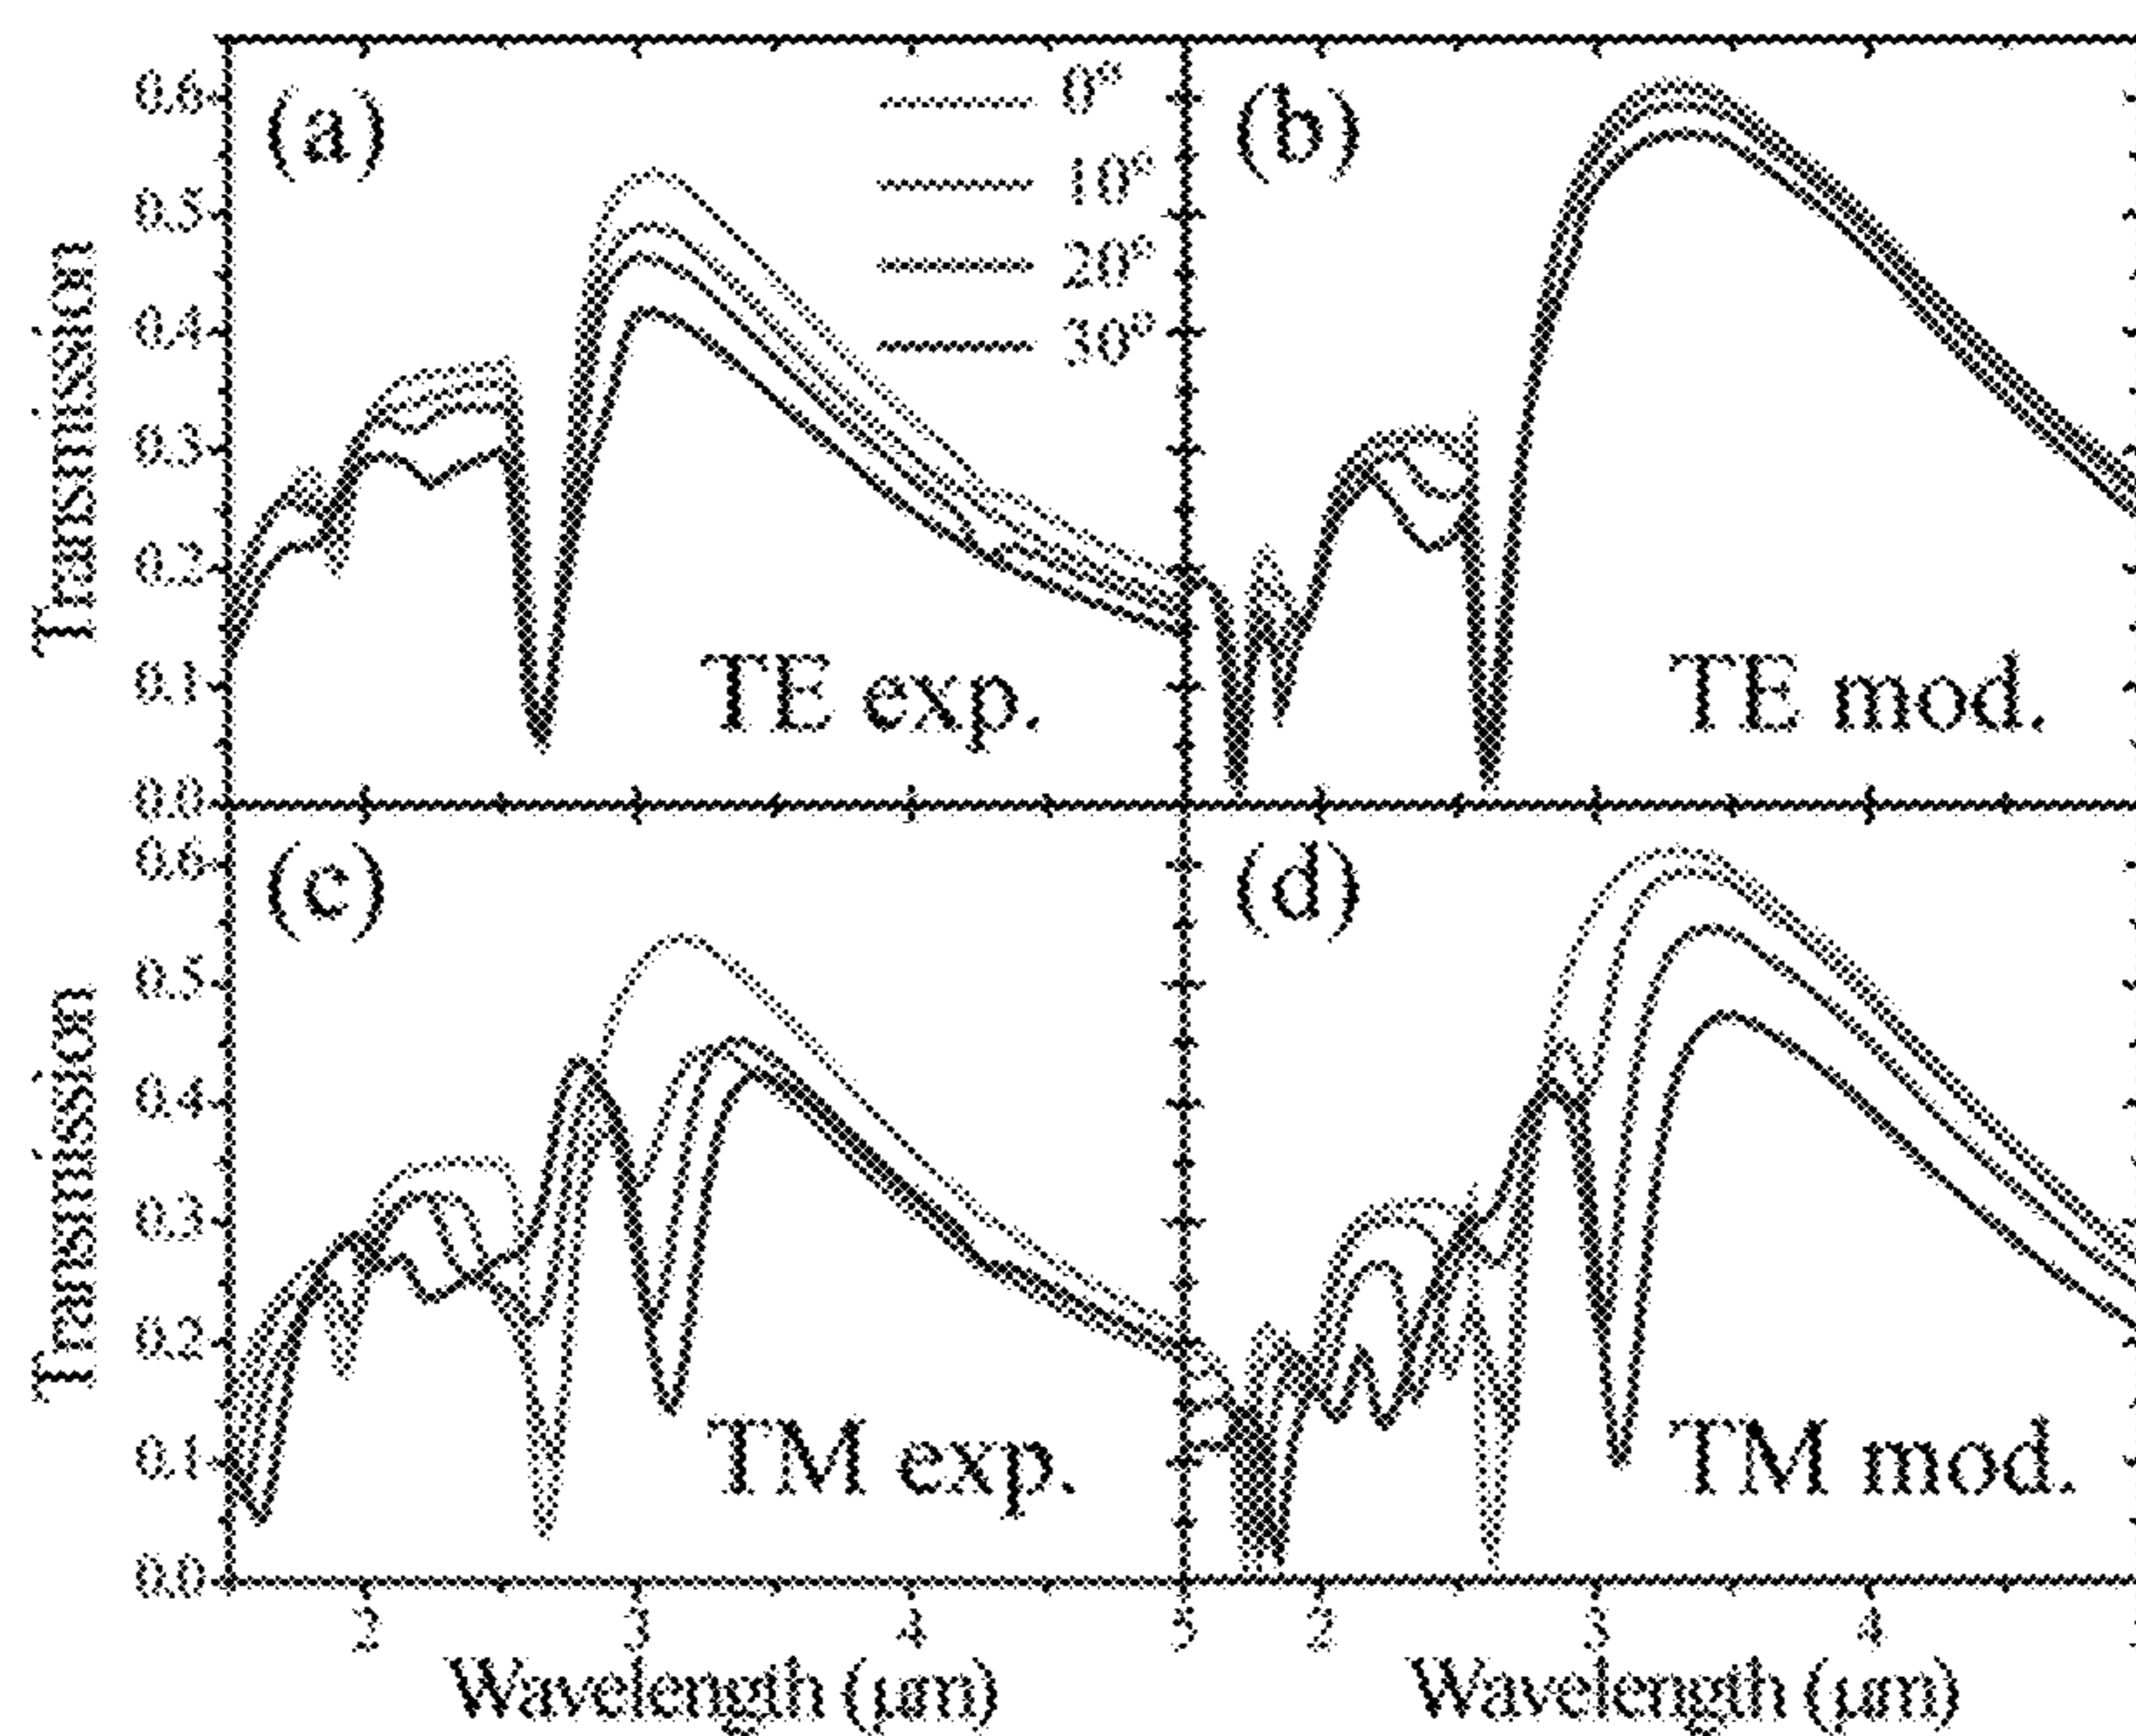 0.6 (a) 0° (b)
0.5 10°
20°
0.4 30°
0.3
0.2
0.1 TE exp. TE mod.
0.0
Transmission
0.6 (c) (d)
0.5
0.4
0.3
0.2
0.1 TM exp. TM mod.
0.0
Transmission
2 3 4 5 2 3 4
Wavelength (μm) Wavelength (μm)